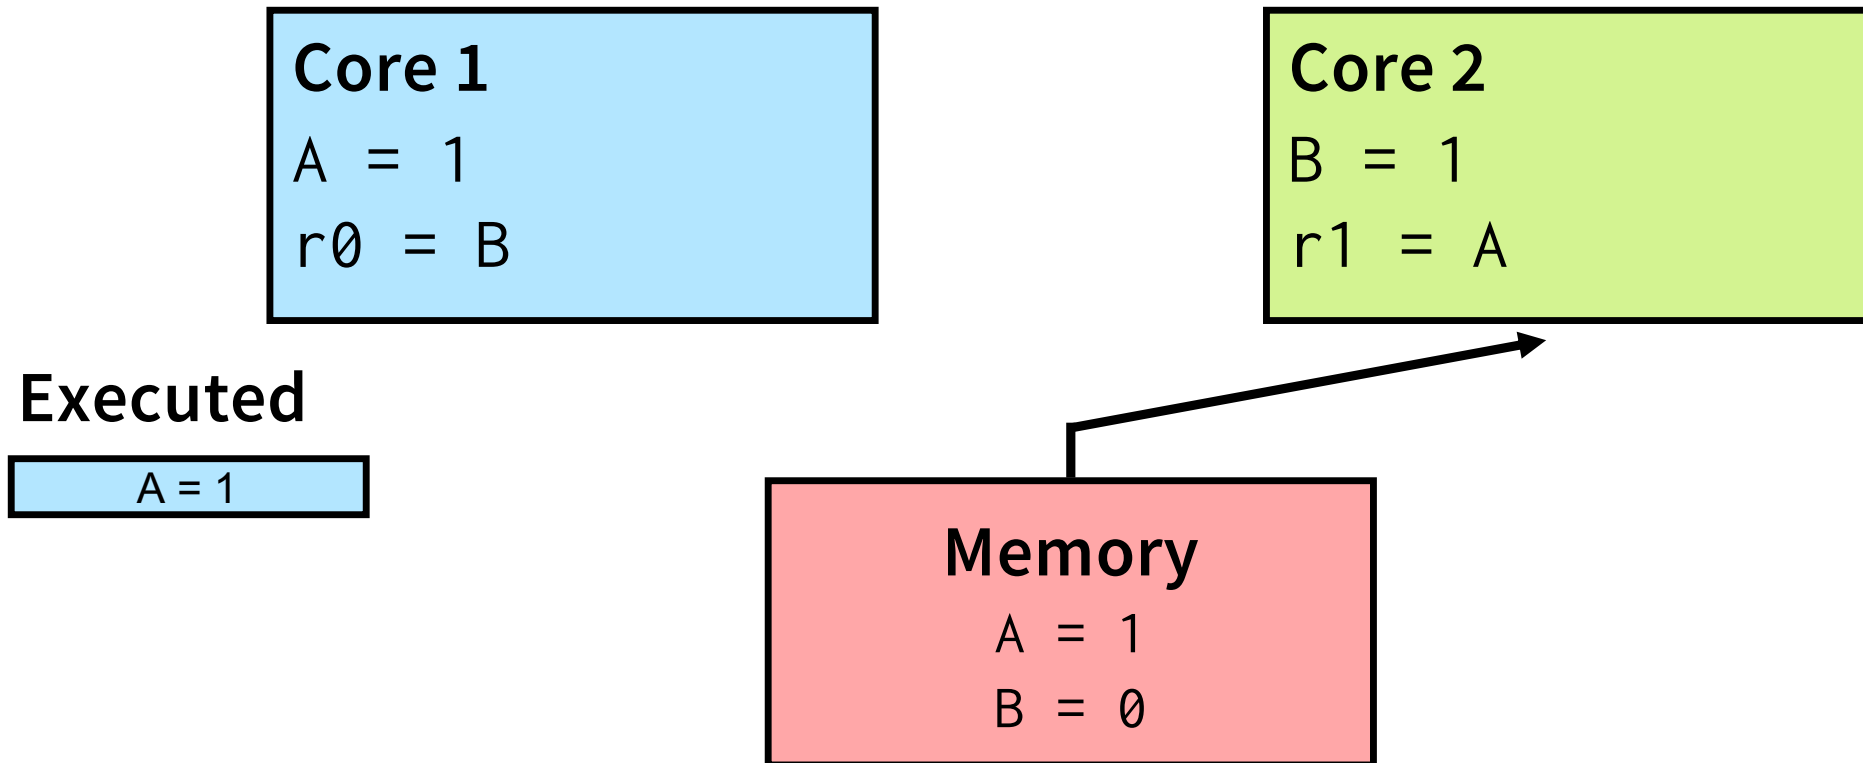 Core 1
A = 1
r0 = B
Core 2
B = 1
r1 = A
Executed
A = 1
Memory
A = 1
B = 0